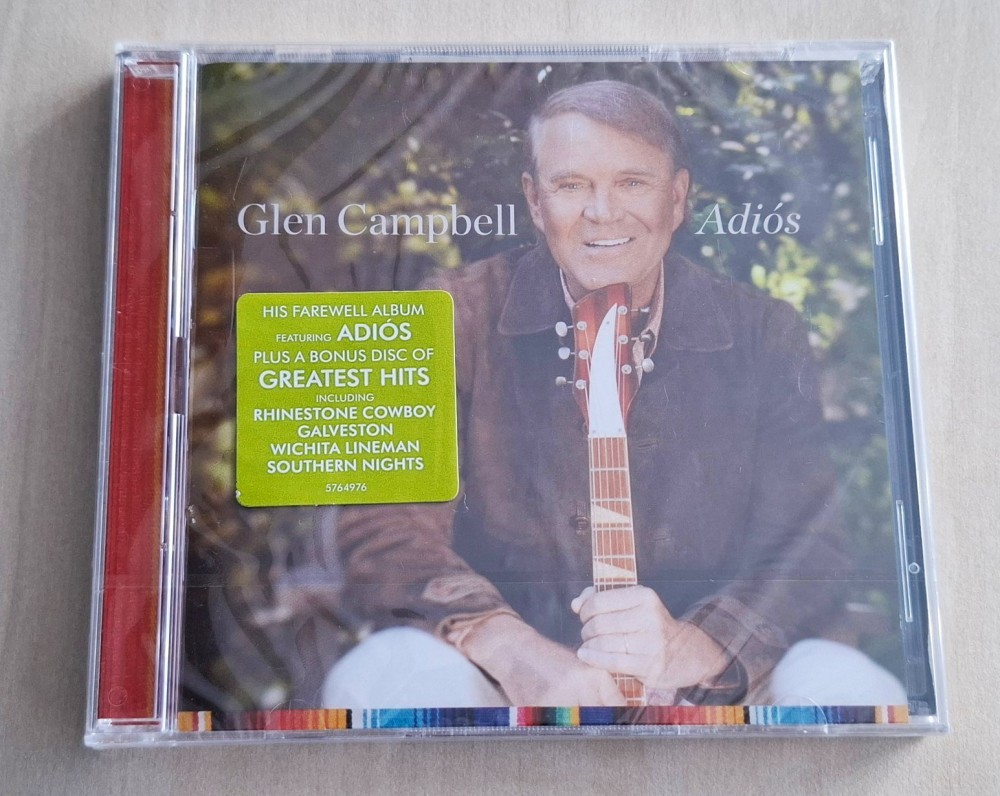 Glen Campbell Adiós
HIS FAREWELL ALBUM
FEATURING ADIÓS
PLUS A BONUS DISC OF
GREATEST HITS
INCLUDING
RHINESTONE COWBOY
GALVESTON
WICHITA LINEMAN
SOUTHERN NIGHTS
5764976